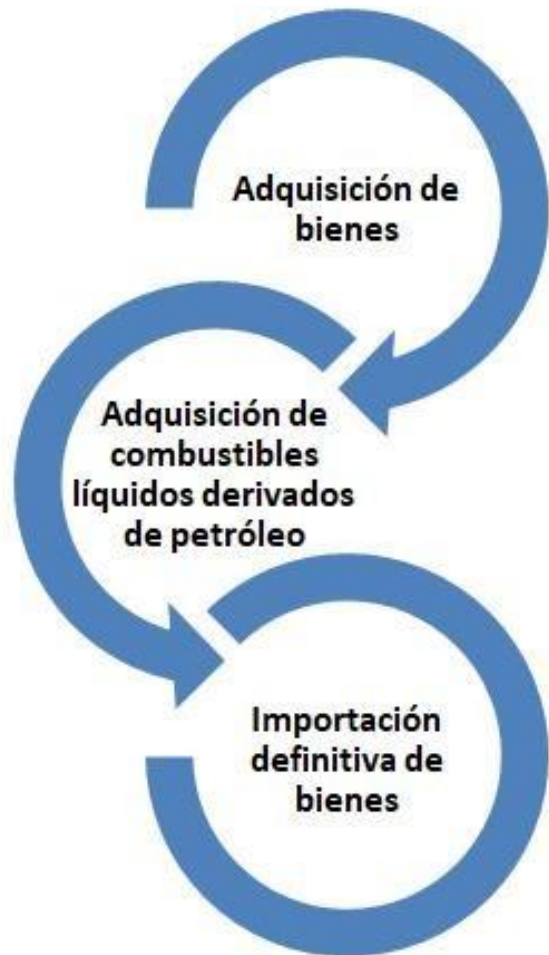 Adquisición de
bienes
Adquisición de
combustibles
líquidos derivados
de petróleo
Importación
definitiva de
bienes